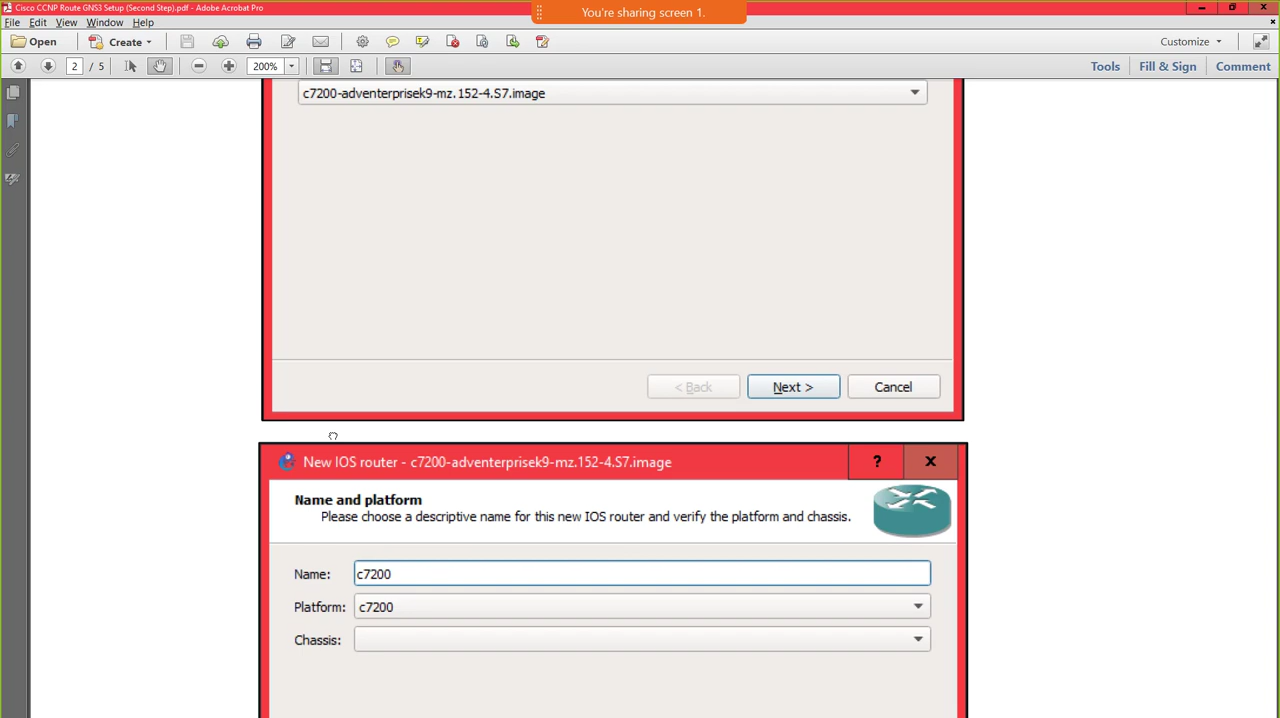 Cisco CCNP Route GNS3 Setup (Second Step).pdf - Adobe Acrobat Pro
You're sharing screen 1.
File Edit View Window Help
Open Create Customize
2 / 5 200% Tools Fill & Sign Comment
c7200-adventerprisek9-mz.152-4.S7.image
< Back Next > Cancel
New IOS router - c7200-adventerprisek9-mz.152-4.S7.image ? X
Name and platform
Please choose a descriptive name for this new IOS router and verify the platform and chassis.
Name: c7200
Platform: c7200
Chassis: